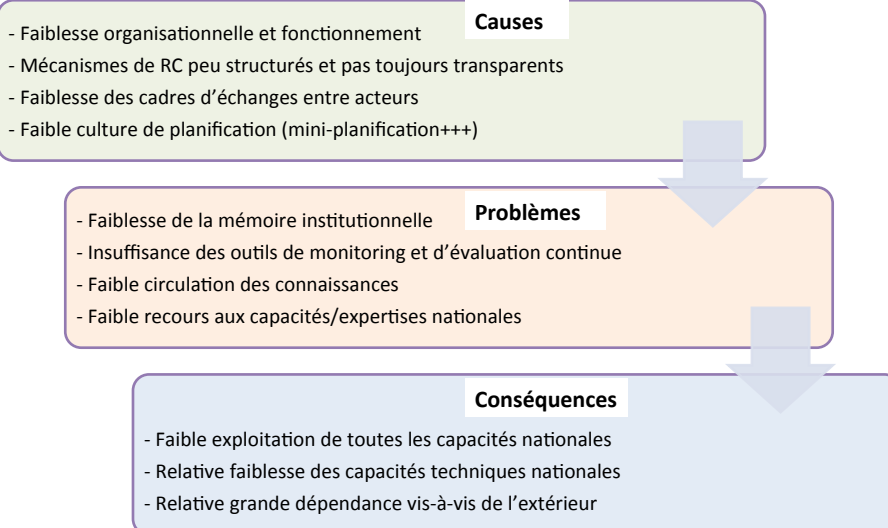 Causes
- Faiblesse organisationnelle et fonctionnement
- Mécanismes de RC peu structurés et pas toujours transparents
- Faiblesse des cadres d’échanges entre acteurs
- Faible culture de planification (mini-planification+++)
Problèmes
- Faiblesse de la mémoire institutionnelle
- Insuffisance des outils de monitoring et d’évaluation continue
- Faible circulation des connaissances
- Faible recours aux capacités/expertises nationales
Conséquences
- Faible exploitation de toutes les capacités nationales
- Relative faiblesse des capacités techniques nationales
- Relative grande dépendance vis-à-vis de l’extérieur